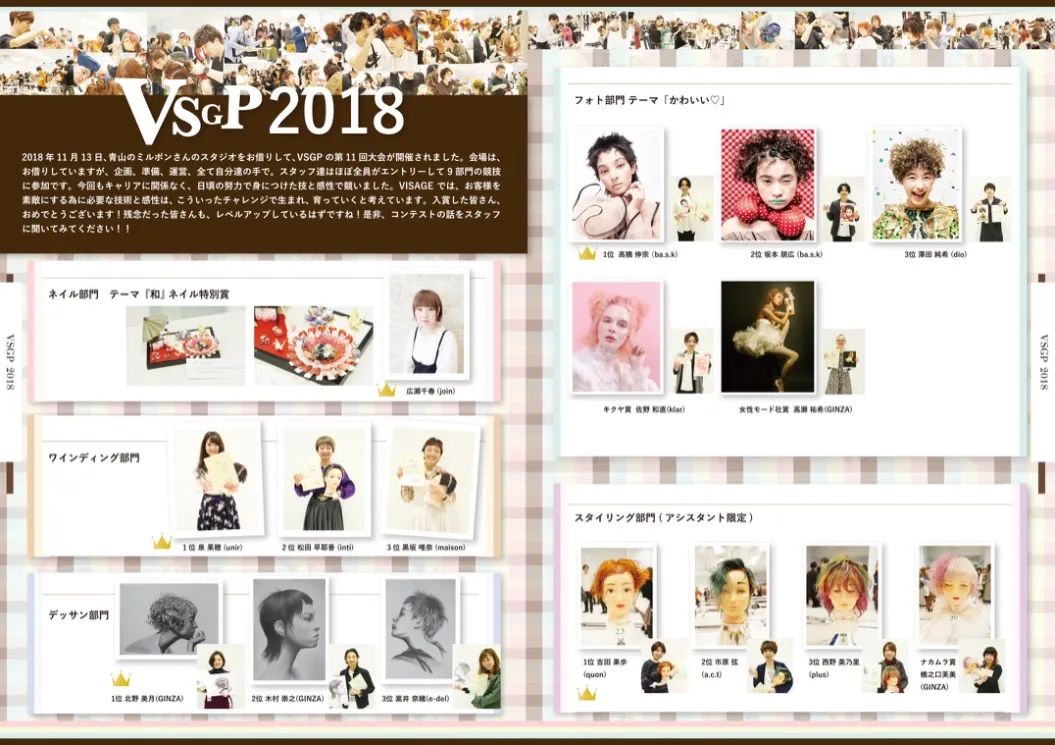 VSGP 2018
2018 年 11 月 13 日、青山のミルボンさんのスタジオをお借りして、VSGP の第 11 回大会が開催されました。会場は、
お借りしていますが、企画、準備、運営、全て自分達の手で。スタッフ達はほぼ全員がエントリーして 9 部門の競技
に参加です。今回もキャリアに関係なく、日頃の努力で身につけた技と感性で競いました。VISAGE では、お客様を
素敵にする為に必要な技術と感性は、こういったチャレンジで生まれ、育っていくと考えています。入賞した皆さん、
おめでとうございます！残念だった皆さんも、レベルアップしているはずですね！是非、コンテストの話をスタッフ
に聞いてみてください！！
VSGP 2018
ネイル部門 テーマ『和』ネイル特別賞
広瀬千春 (join)
ワインディング部門
1 位 泉 果穂 (unir)
2 位 松田 早耶香 (inti)
3 位 黒坂 唯奈 (maison)
デッサン部門
1位 北野 美月(GINZA)
2位 木村 崇之(GINZA)
3位 嵩井 奈緒(e-del)
フォト部門 テーマ「かわいい♡」
1位 高橋 伸宗 (ba.s.k)
2位 坂本 朋広 (ba.s.k)
3位 澤田 純希 (dio)
キクヤ賞 佐野 和直(klar)
女性モード社賞 高瀬 祐希(GINZA)
スタイリング部門 ( アシスタント限定 )
1位 吉田 果歩
(quon)
2位 市原 弦
(a.c.t)
3位 西野 美乃里
(plus)
ナカムラ賞
橋之口芙美
(GINZA)
VSGP 2018